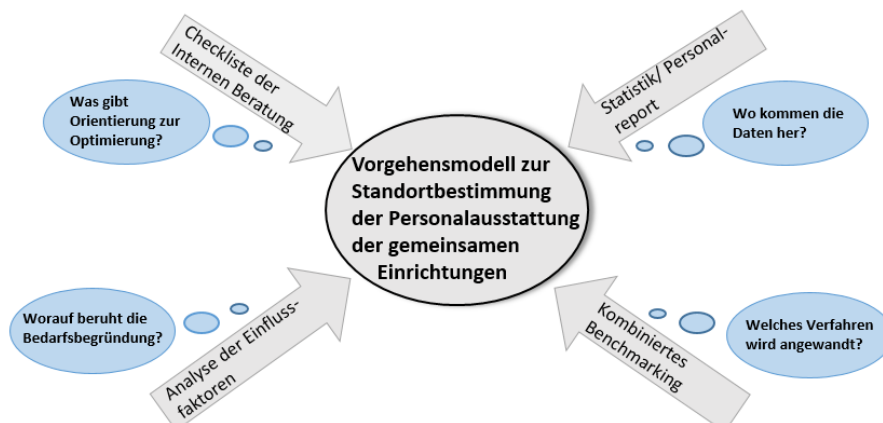 Checkliste der
Internen Beratung
Statistik/ Personal-
report
Was gibt
Orientierung zur
Optimierung?
Wo kommen die
Daten her?
Vorgehensmodell zur
Standortbestimmung
der Personalausstattung
der gemeinsamen
Einrichtungen
Worauf beruht die
Bedarfsbegründung?
Analyse der Einfluss-
faktoren
Kombiniertes
Benchmarking
Welches Verfahren
wird angewandt?